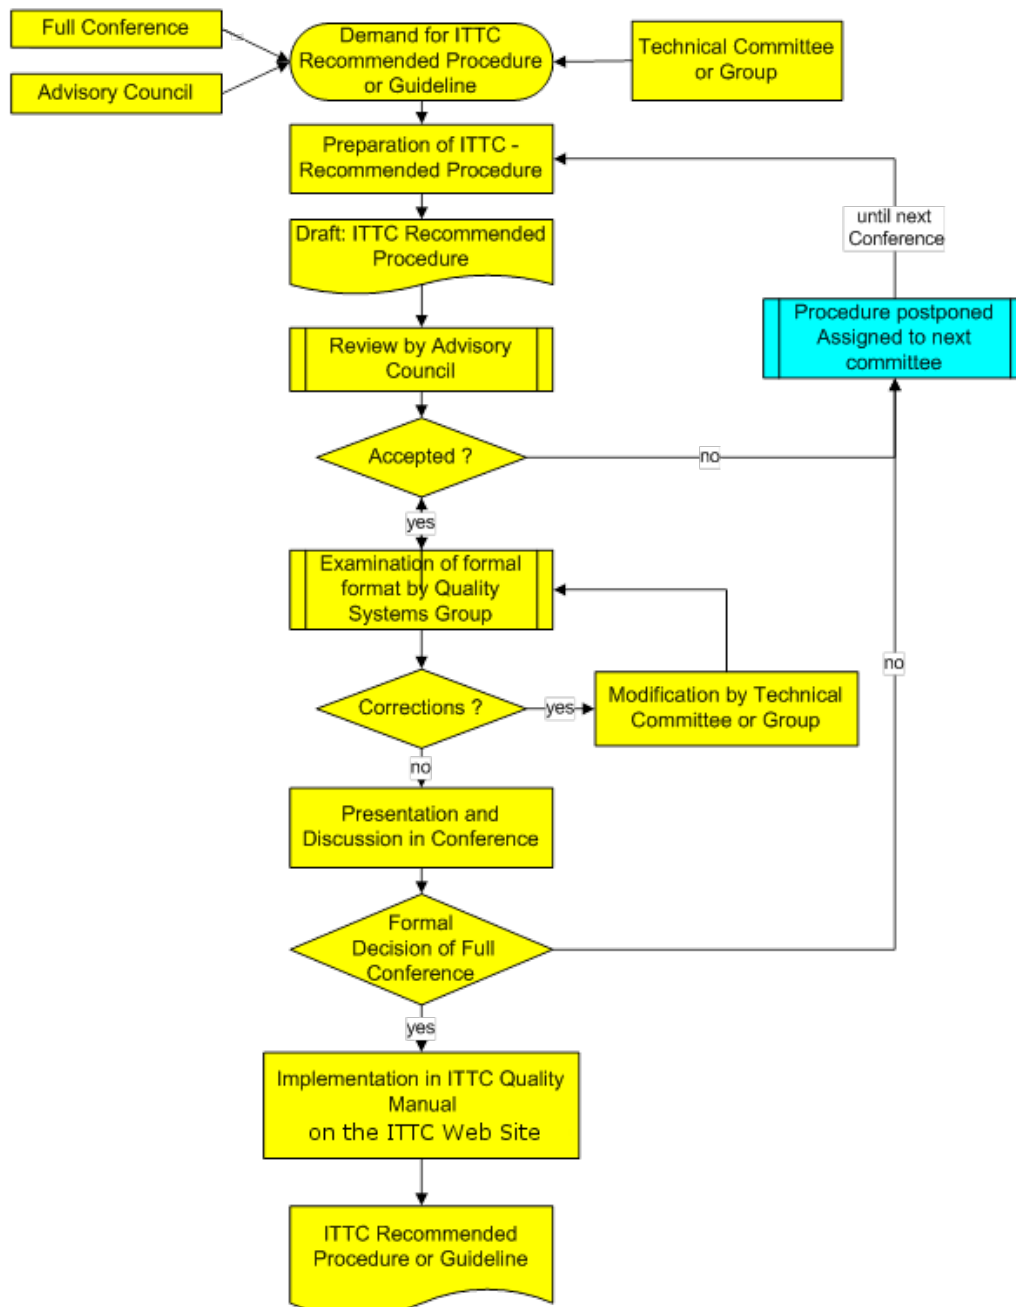 Full Conference
Advisory Council
Demand for ITTC
Recommended Procedure
or Guideline
Technical Committee
or Group
Preparation of ITTC -
Recommended Procedure
until next
Conference
Draft: ITTC Recommended
Procedure
Procedure postponed
Assigned to next
committee
Review by Advisory
Council
Accepted ?
no
yes
Examination of formal
format by Quality
Systems Group
no
Corrections ?
yes
Modification by Technical
Committee or Group
no
Presentation and
Discussion in Conference
Formal
Decision of Full
Conference
yes
Implementation in ITTC Quality
Manual
on the ITTC Web Site
ITTC Recommended
Procedure or Guideline